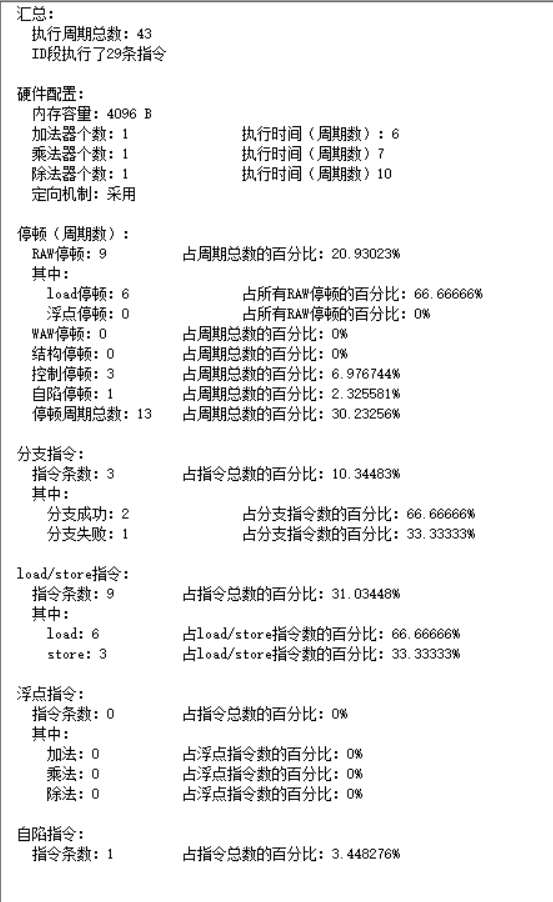 汇总:
执行周期总数: 43
ID段执行了29条指令
硬件配置:
内存容量: 4096 B
加法器个数: 1 执行时间（周期数）: 6
乘法器个数: 1 执行时间（周期数）7
除法器个数: 1 执行时间（周期数）10
定向机制: 采用
停顿（周期数）:
RAW停顿: 9 占周期总数的百分比: 20.93023%
其中:
load停顿: 6 占所有RAW停顿的百分比: 66.66666%
浮点停顿: 0 占所有RAW停顿的百分比: 0%
WAW停顿: 0 占周期总数的百分比: 0%
结构停顿: 0 占周期总数的百分比: 0%
控制停顿: 3 占周期总数的百分比: 6.976744%
自陷停顿: 1 占周期总数的百分比: 2.325581%
停顿周期总数: 13 占周期总数的百分比: 30.23256%
分支指令:
指令条数: 3 占指令总数的百分比: 10.34483%
其中:
分支成功: 2 占分支指令数的百分比: 66.66666%
分支失败: 1 占分支指令数的百分比: 33.33333%
load/store指令:
指令条数: 9 占指令总数的百分比: 31.03448%
其中:
load: 6 占load/store指令数的百分比: 66.66666%
store: 3 占load/store指令数的百分比: 33.33333%
浮点指令:
指令条数: 0 占指令总数的百分比: 0%
其中:
加法: 0 占浮点指令数的百分比: 0%
乘法: 0 占浮点指令数的百分比: 0%
除法: 0 占浮点指令数的百分比: 0%
自陷指令:
指令条数: 1 占指令总数的百分比: 3.448276%